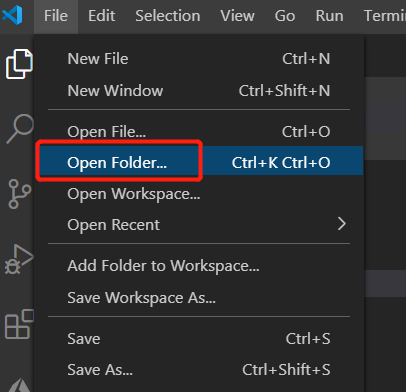 File Edit Selection View Go Run Termin
New File Ctrl+N
New Window Ctrl+Shift+N
Open File... Ctrl+O
Open Folder... Ctrl+K Ctrl+O
Open Workspace...
Open Recent
Add Folder to Workspace...
Save Workspace As...
Save Ctrl+S
Save As... Ctrl+Shift+S